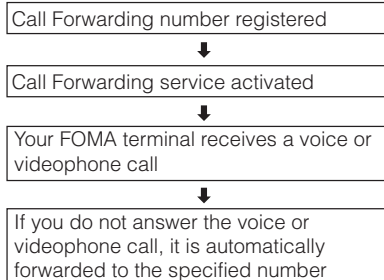 Call Forwarding number registered
Call Forwarding service activated
Your FOMA terminal receives a voice or
videophone call
If you do not answer the voice or
videophone call, it is automatically
forwarded to the specified number